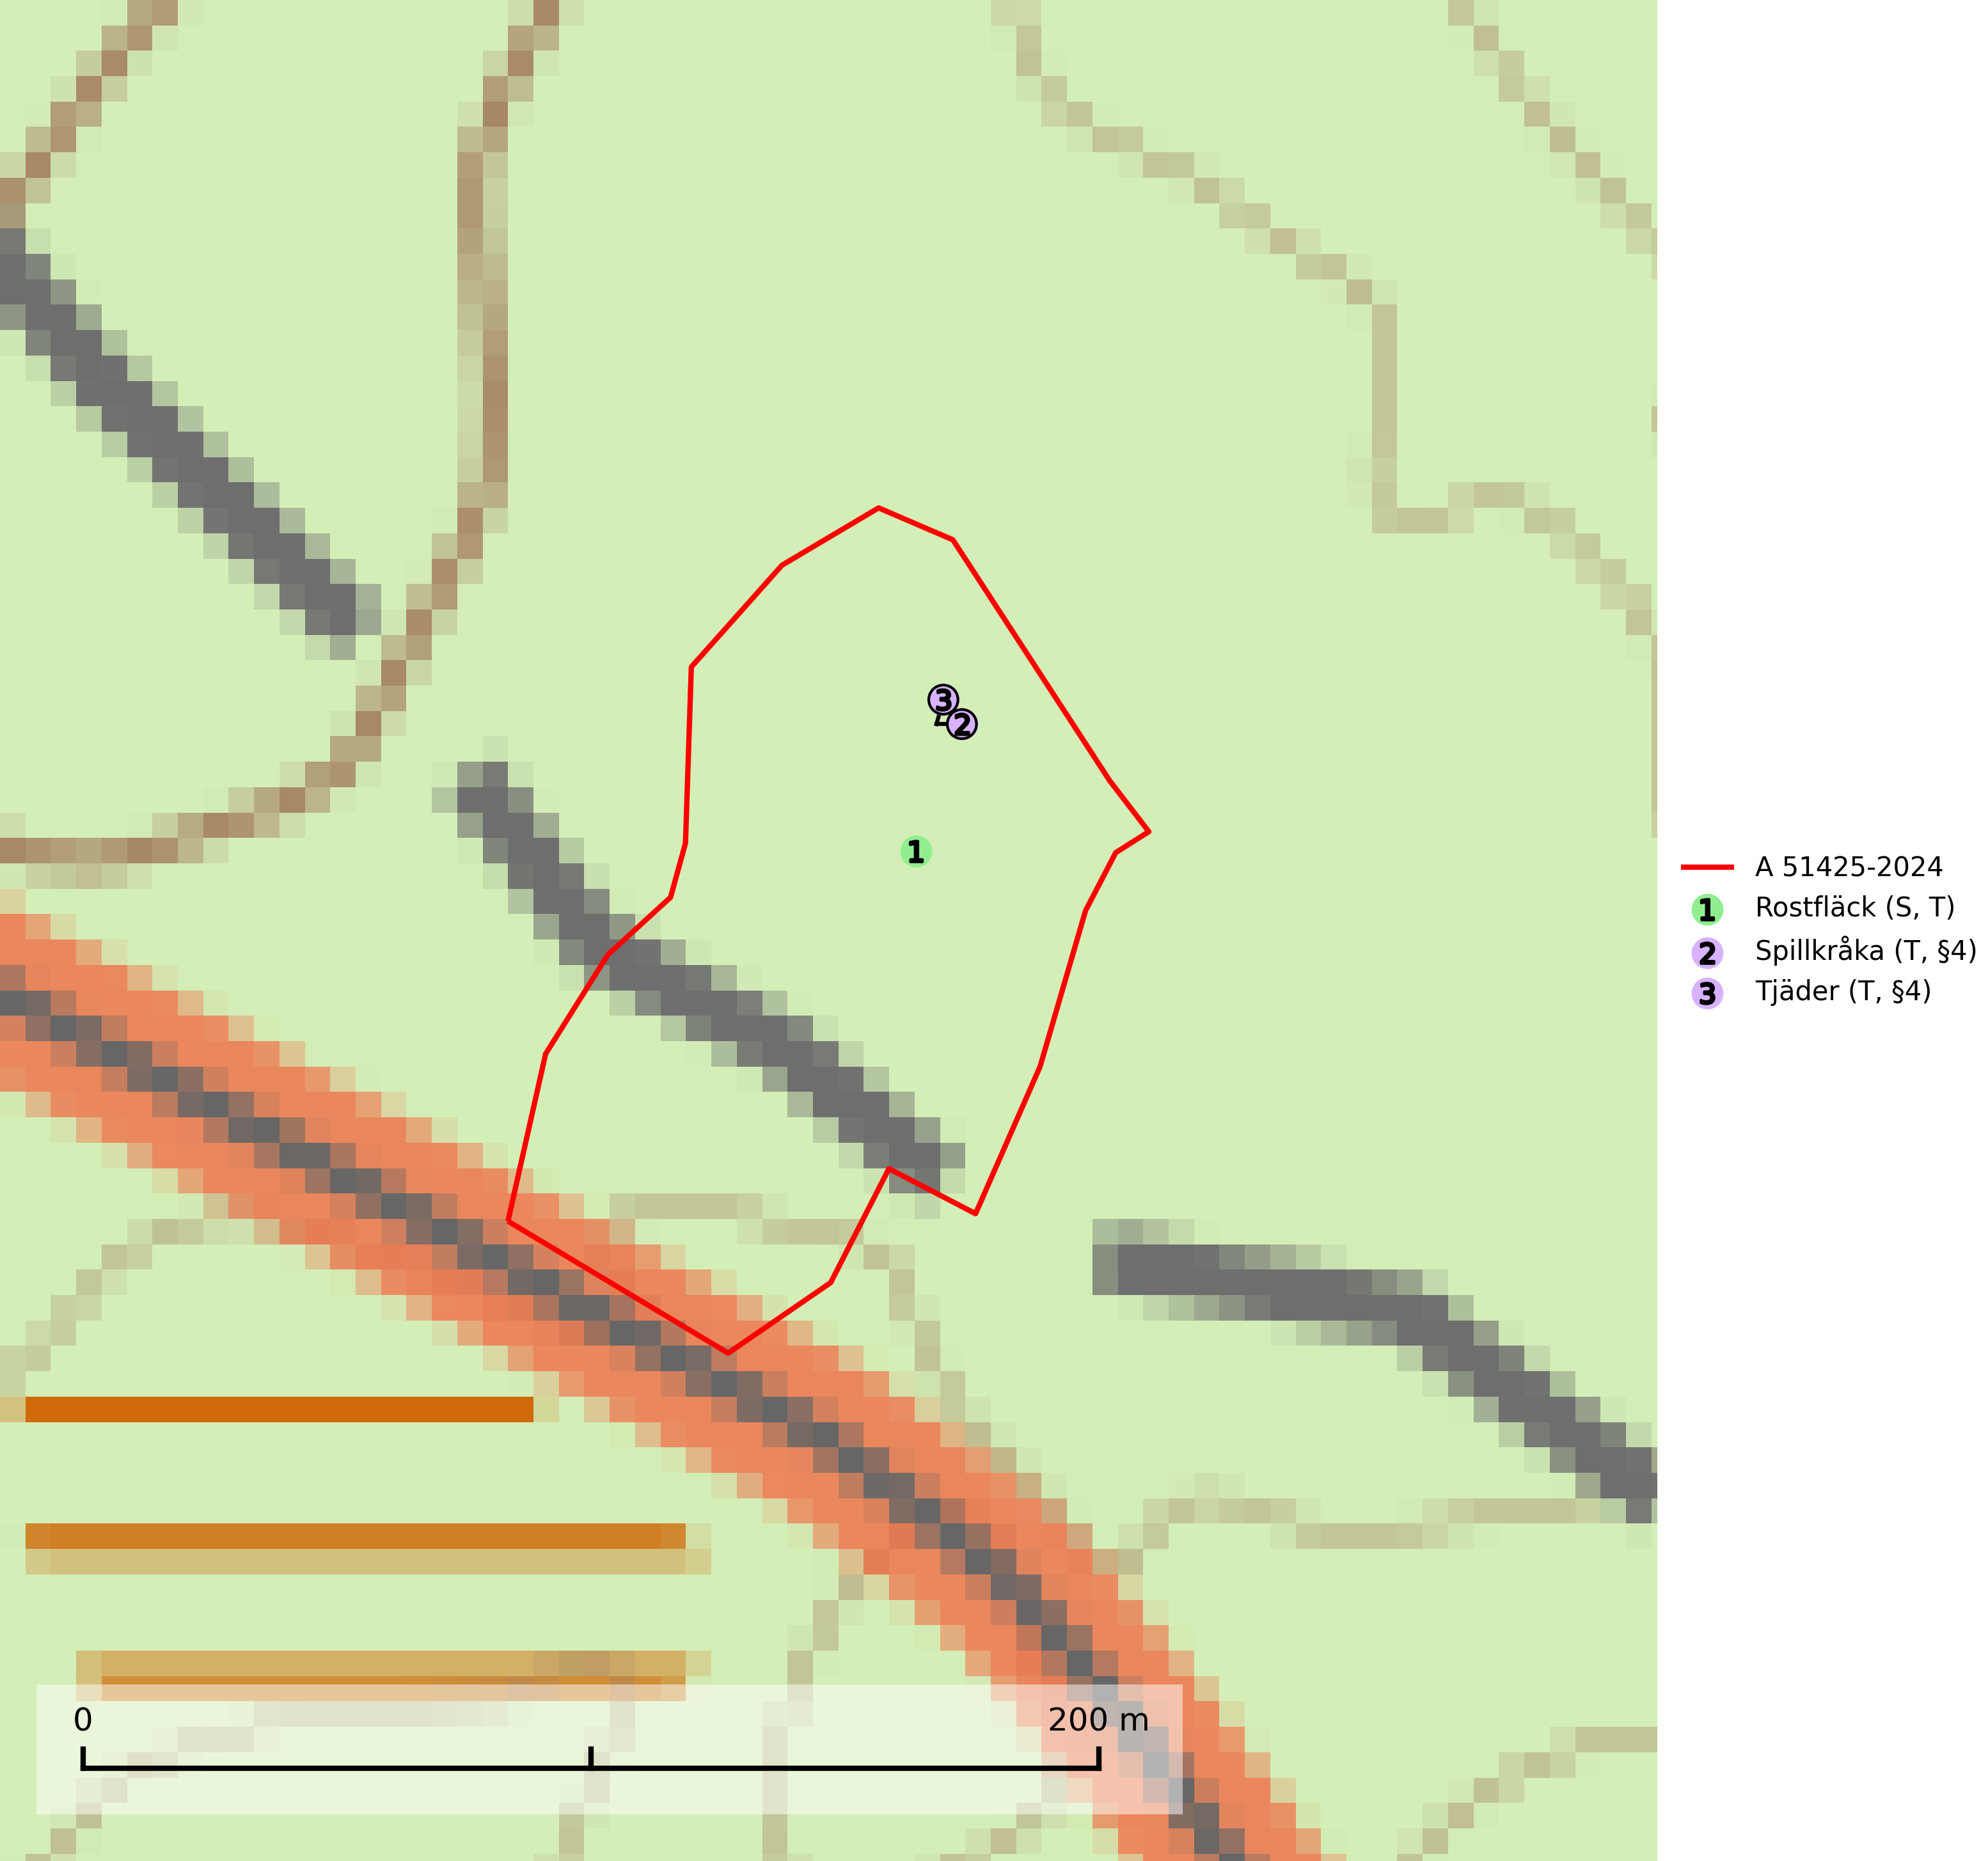 3
2
1
A 51425-2024
1 Rostfläck (S, T)
2 Spillkråka (T, §4)
3 Tjäder (T, §4)
0 200 m